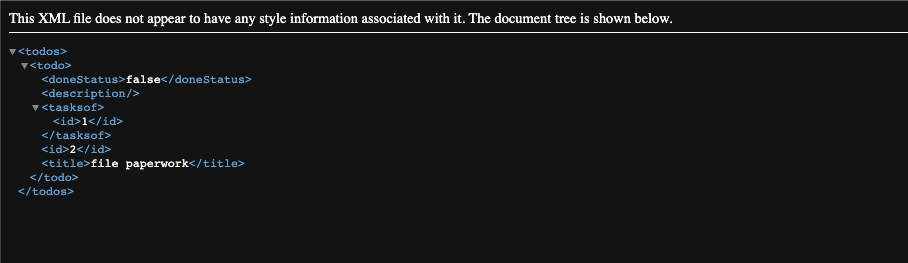 This XML file does not appear to have any style information associated with it. The document tree is shown below.
<todos>
<todo>
<doneStatus>false</doneStatus>
<description/>
<tasksof>
<id>1</id>
</tasksof>
<id>2</id>
<title>file paperwork</title>
</todo>
</todos>